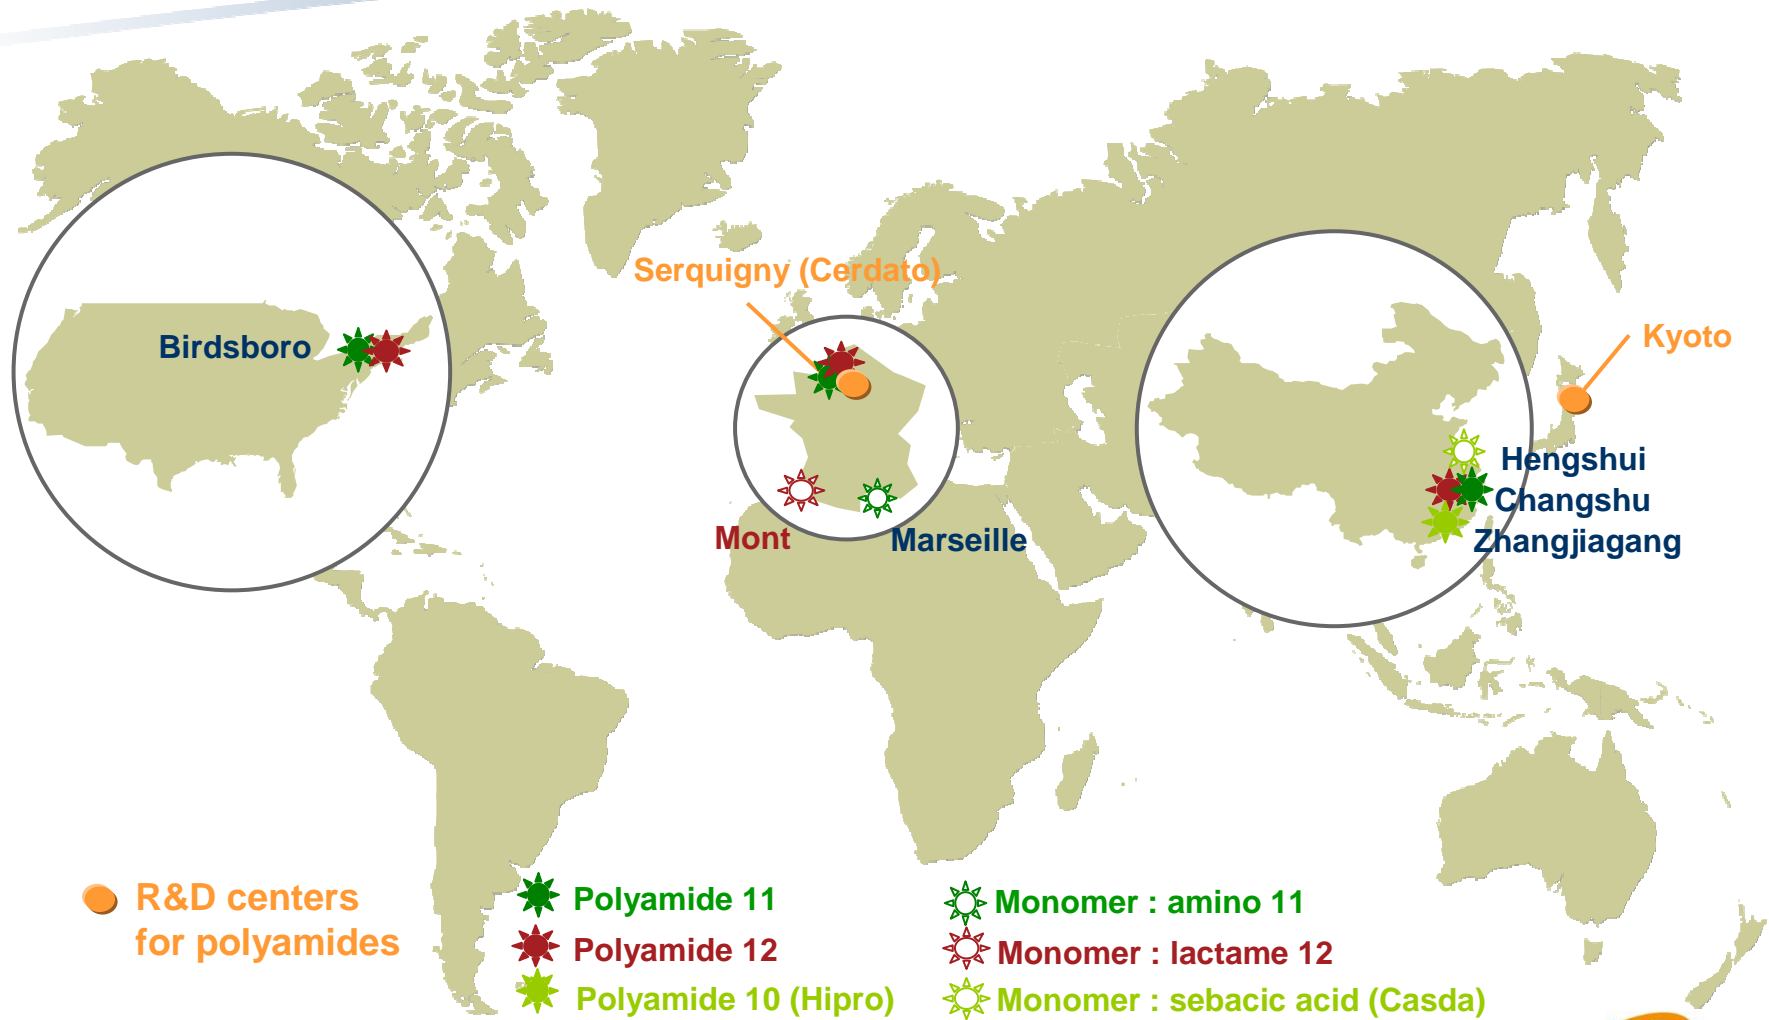 Serquigny (Cerdato)
Birdsboro
Kyoto
Hengshui
Changshu
Zhangjiagang
Mont
Marseille
R&D centers
for polyamides
Polyamide 11
Polyamide 12
Polyamide 10 (Hipro)
Monomer : amino 11
Monomer : lactame 12
Monomer : sebacic acid (Casda)